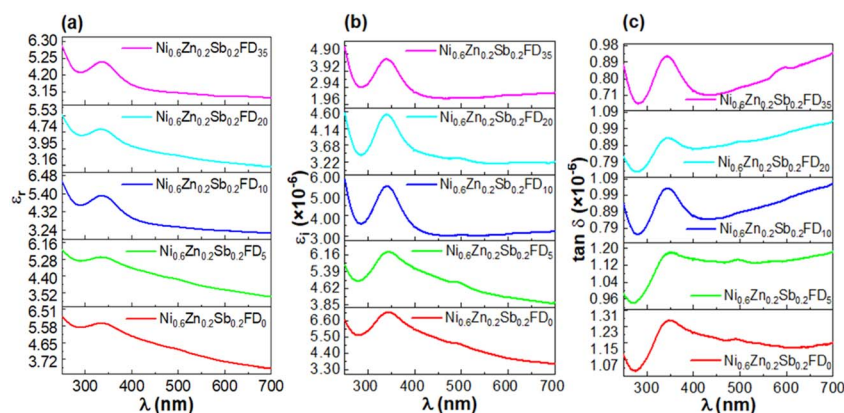 (a)
6.30
5.25
4.20
3.15
Ni0.6Zn0.2Sb0.2FD35
5.53
4.74
3.95
3.16
Ni0.6Zn0.2Sb0.2FD20
6.48
5.40
4.32
3.24
Ni0.6Zn0.2Sb0.2FD10
6.16
5.28
4.40
3.52
Ni0.6Zn0.2Sb0.2FD5
6.51
5.58
4.65
3.72
Ni0.6Zn0.2Sb0.2FD0
εr
300 400 500 600 700
λ (nm)
(b)
4.90
3.92
2.94
1.96
Ni0.6Zn0.2Sb0.2FD35
4.60
4.14
3.68
3.22
Ni0.6Zn0.2Sb0.2FD20
6.00
5.00
4.00
3.00
Ni0.6Zn0.2Sb0.2FD10
6.16
5.39
4.62
3.85
Ni0.6Zn0.2Sb0.2FD5
6.60
5.50
4.40
3.30
Ni0.6Zn0.2Sb0.2FD0
εi (×10⁻⁶)
300 400 500 600 700
λ (nm)
(c)
0.98
0.89
0.80
0.71
Ni0.6Zn0.2Sb0.2FD35
1.09
0.99
0.89
0.79
Ni0.6Zn0.2Sb0.2FD20
1.09
0.99
0.89
0.79
Ni0.6Zn0.2Sb0.2FD10
1.20
1.12
1.04
0.96
Ni0.6Zn0.2Sb0.2FD5
1.31
1.23
1.15
1.07
Ni0.6Zn0.2Sb0.2FD0
tan δ (×10⁻⁶)
300 400 500 600 700
λ (nm)